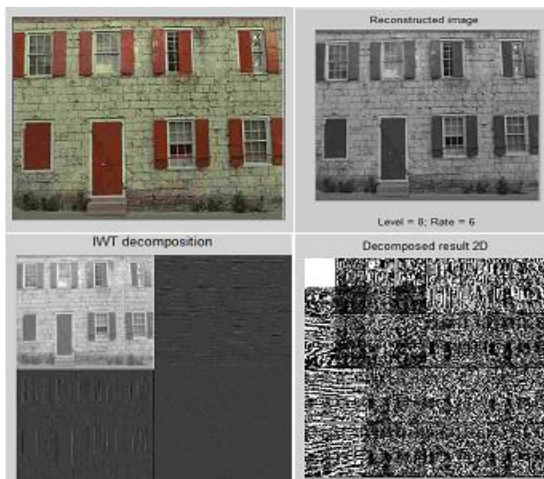 Reconstructed image
Level = 8; Rate = 6
IWT decomposition
Decomposed result 2D